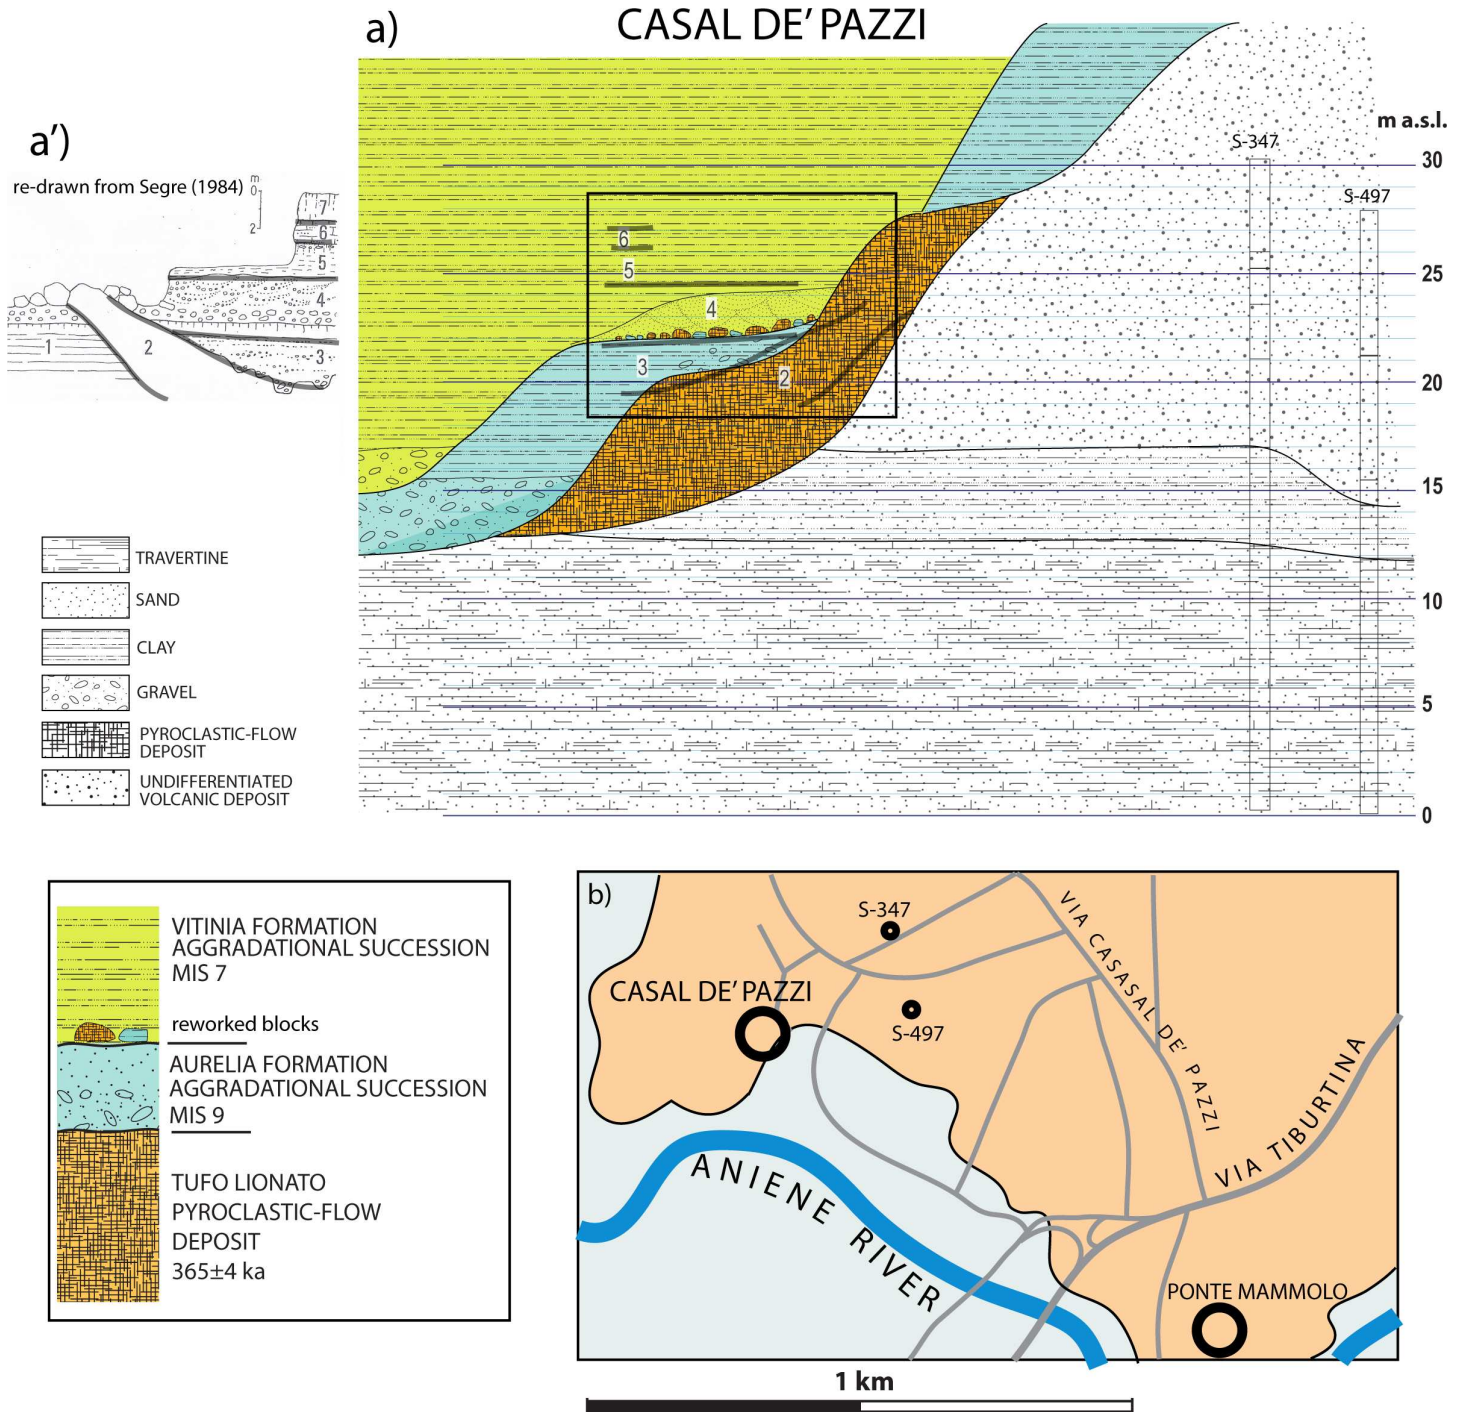 CASAL DE' PAZZI
a)
a')
re-drawn from Segre (1984)
m
0
2
7
6
5
4
3
1
2
m a.s.l.
S-347
S-497
30
25
20
15
10
5
0
6
5
4
3
2
TRAVERTINE
SAND
CLAY
GRAVEL
PYROCLASTIC-FLOW
DEPOSIT
UNDIFFERENTIATED
VOLCANIC DEPOSIT
VITINIA FORMATION
AGGRADATIONAL SUCCESSION
MIS 7
reworked blocks
AURELIA FORMATION
AGGRADATIONAL SUCCESSION
MIS 9
TUFO LIONATO
PYROCLASTIC-FLOW
DEPOSIT
365±4 ka
b)
S-347
CASAL DE' PAZZI
S-497
VIA CASASAL DE' PAZZI
VIA TIBURTINA
ANIENE RIVER
PONTE MAMMOLO
1 km